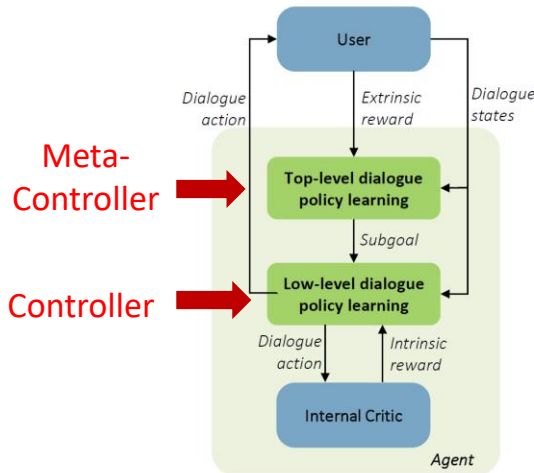 User
Dialogue
action
Extrinsic
reward
Dialogue
states
Meta-
Controller
Top-level dialogue
policy learning
Subgoal
Controller
Low-level dialogue
policy learning
Dialogue
action
Intrinsic
reward
Internal Critic
Agent